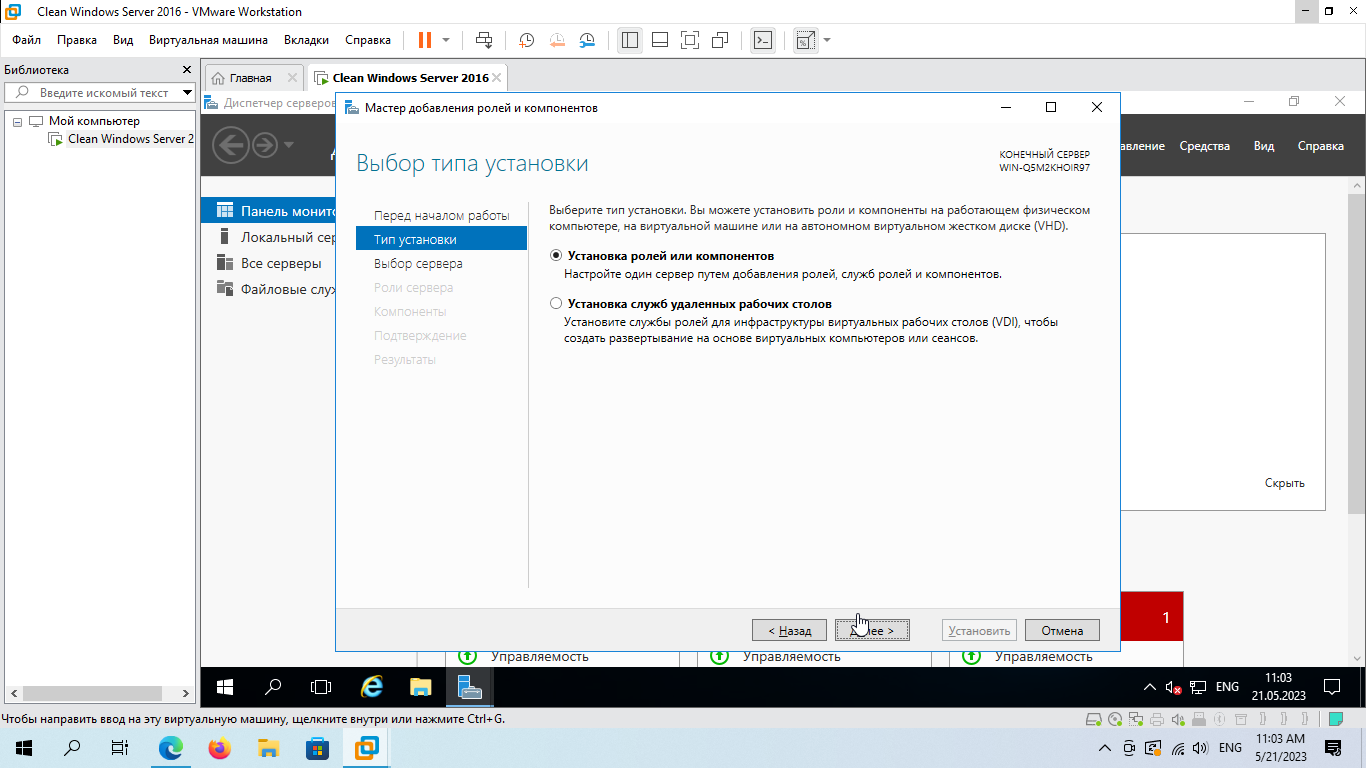 Clean Windows Server 2016 - VMware Workstation
Файл Правка Вид Виртуальная машина Вкладки Справка
Библиотека
Введите искомый текст
Мой компьютер
Clean Windows Server 2
Главная
Clean Windows Server 2016
Диспетчер серверов
Средства Вид Справка
Панель
Локальный
Все серверы
Файловые
Мастер добавления ролей и компонентов
Выбор типа установки
КОНЕЧНЫЙ СЕРВЕР
WIN-Q5M2KHOIR97
Перед началом работы
Тип установки
Выбор сервера
Роли сервера
Компоненты
Подтверждение
Результаты
Выберите тип установки. Вы можете установить роли и компоненты на работающем физическом
компьютере, на виртуальной машине или на автономном виртуальном жестком диске (VHD).
Установка ролей или компонентов
Настройте один сервер путем добавления ролей, служб ролей и компонентов.
Установка служб удаленных рабочих столов
Установите службы ролей для инфраструктуры виртуальных рабочих столов (VDI), чтобы
создать развертывание на основе виртуальных компьютеров или сеансов.
Скрыть
1
< Назад
Установить
Отмена
Управляемость
Управляемость
Управляемость
ENG
11:03
21.05.2023
Чтобы направить ввод на эту виртуальную машину, щелкните внутри или нажмите Ctrl+G.
ENG
11:03 AM
5/21/2023